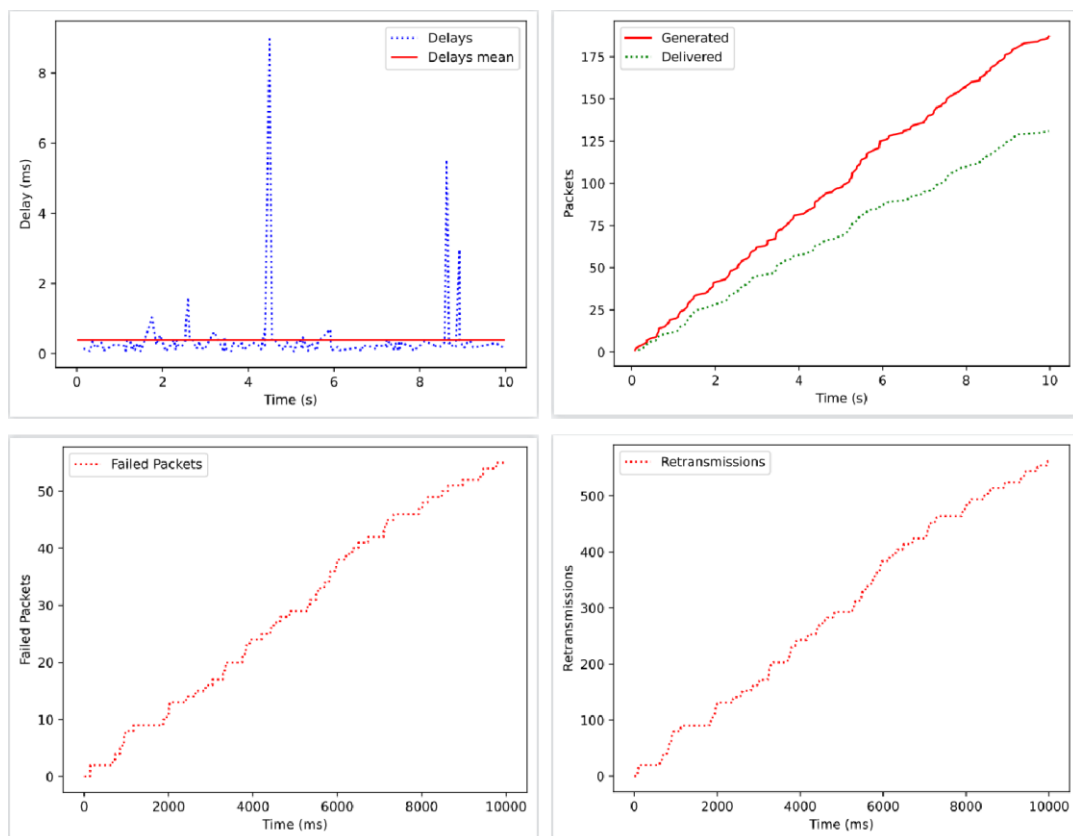 Delays
Delays mean
8
6
4
2
0
Delay (ms)
0 2 4 6 8 10
Time (s)
Generated
Delivered
175
150
125
100
75
50
25
0
Packets
0 2 4 6 8 10
Time (s)
Failed Packets
50
40
30
20
10
0
Failed Packets
0 2000 4000 6000 8000 10000
Time (ms)
Retransmissions
500
400
300
200
100
0
Retransmissions
0 2000 4000 6000 8000 10000
Time (ms)